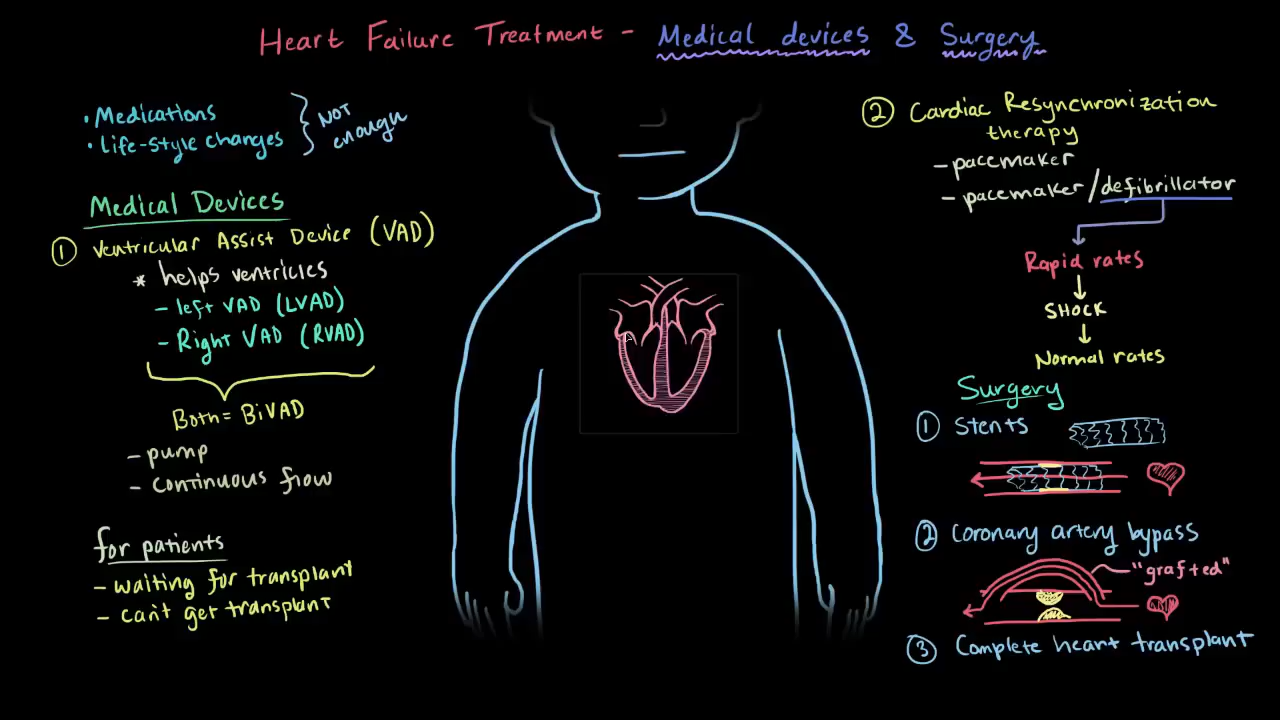 Heart Failure Treatment - Medical devices & Surgery
• Medications
• Life-style changes
NOT
enough
Medical Devices
① Ventricular Assist Device (VAD)
* helps ventricles
- left VAD (LVAD)
- Right VAD (RVAD)
Both = BiVAD
- pump
- continuous flow
for patients
- waiting for transplant
- can't get transplant
② Cardiac Resynchronization
therapy
- pacemaker
- pacemaker/defibrillator
Rapid rates
SHOCK
Normal rates
Surgery
① Stents
② Coronary artery bypass
"grafted"
③ Complete heart transplant